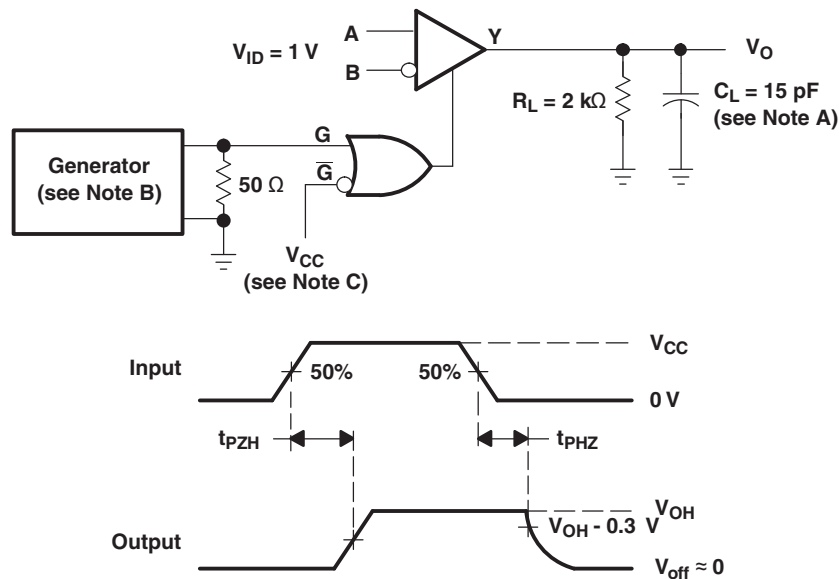 A
V_ID = 1 V
B
Y
V_O
R_L = 2 kΩ
C_L = 15 pF
(see Note A)
Generator
(see Note B)
50 Ω
G
G̅
V_CC
(see Note C)
Input
50%
50%
V_CC
0 V
t_PZH
t_PHZ
Output
V_OH
V_OH - 0.3 V
V_off ≈ 0